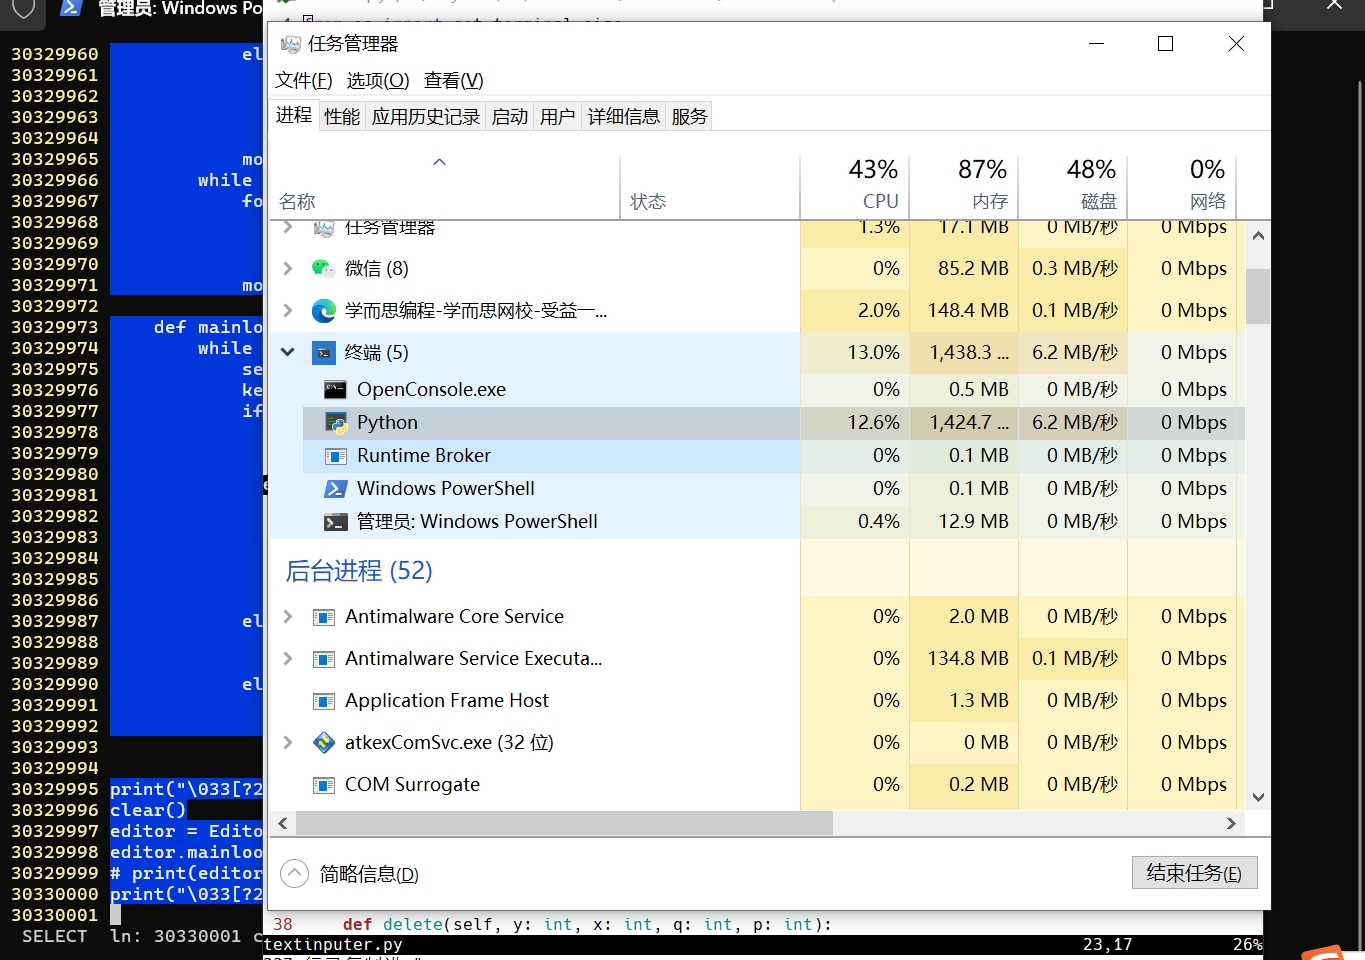 管理员: Windows Po
30329960 el
30329961
30329962
30329963
30329964
30329965 mo
30329966 while
30329967 fo
30329968
30329969
30329970
30329971 mo
30329972
30329973 def mainloo
30329974 while
30329975 se
30329976 ke
30329977 if
30329978
30329979
30329980
30329981
30329982
30329983
30329984
30329985
30329986
30329987 el
30329988
30329989
30329990 el
30329991
30329992
30329993
30329994
30329995 print("\033[?2
30329996 clear()
30329997 editor = Edito
30329998 editor.mainloo
30329999 # print(editor
30330000 print("\033[?2
30330001
SELECT ln: 30330001 c
任务管理器
文件(F) 选项(O) 查看(V)
进程 性能 应用历史记录 启动 用户 详细信息 服务
43% 87% 48% 0%
名称 状态 CPU 内存 磁盘 网络
任务管理器 1.3% 17.1 MB 0 MB/秒 0 Mbps
微信 (8) 0% 85.2 MB 0.3 MB/秒 0 Mbps
学而思编程-学而思网校-受益一... 2.0% 148.4 MB 0.1 MB/秒 0 Mbps
终端 (5) 13.0% 1,438.3 ... 6.2 MB/秒 0 Mbps
OpenConsole.exe 0% 0.5 MB 0 MB/秒 0 Mbps
Python 12.6% 1,424.7 ... 6.2 MB/秒 0 Mbps
Runtime Broker 0% 0.1 MB 0 MB/秒 0 Mbps
Windows PowerShell 0% 0.1 MB 0 MB/秒 0 Mbps
管理员: Windows PowerShell 0.4% 12.9 MB 0 MB/秒 0 Mbps
后台进程 (52)
Antimalware Core Service 0% 2.0 MB 0 MB/秒 0 Mbps
Antimalware Service Executa... 0% 134.8 MB 0.1 MB/秒 0 Mbps
Application Frame Host 0% 1.3 MB 0 MB/秒 0 Mbps
atkexComSvc.exe (32 位) 0% 0 MB 0 MB/秒 0 Mbps
COM Surrogate 0% 0.2 MB 0 MB/秒 0 Mbps
简略信息(D) 结束任务(E)
38 def delete(self, y: int, x: int, q: int, p: int):
textinputer.py 23,17 26%